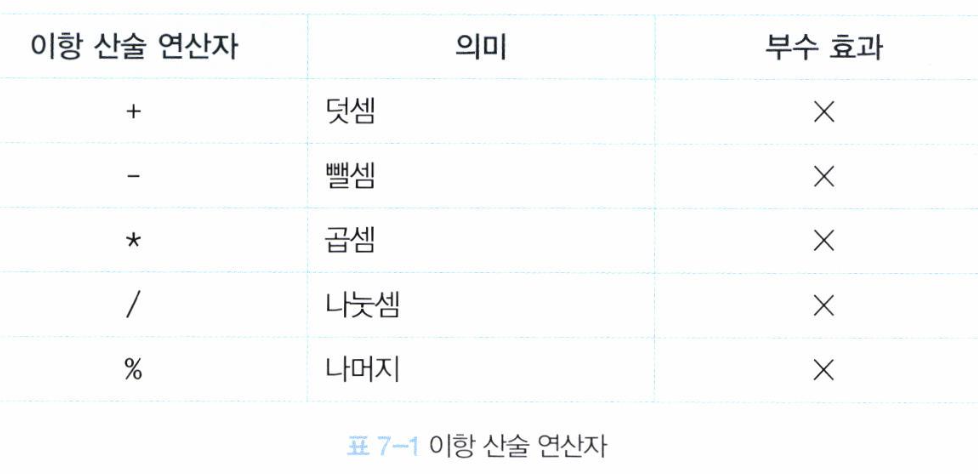 이항 산술 연산자 의미 부수 효과
+ 덧셈 ×
- 뺄셈 ×
* 곱셈 ×
/ 나눗셈 ×
% 나머지 ×
표 7-1 이항 산술 연산자